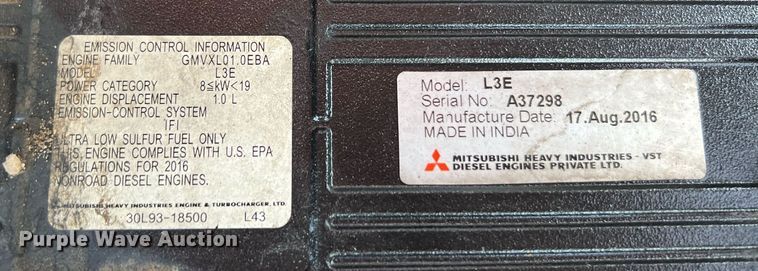 EMISSION CONTROL INFORMATION
ENGINE FAMILY GMVXL01.0EBA
MODEL L3E
POWER CATEGORY 8≤kW<19
ENGINE DISPLACEMENT 1.0 L
EMISSION-CONTROL SYSTEM
IFI
ULTRA LOW SULFUR FUEL ONLY
THIS ENGINE COMPLIES WITH U.S. EPA
REGULATIONS FOR 2016
NONROAD DIESEL ENGINES.
MITSUBISHI HEAVY INDUSTRIES ENGINE & TURBOCHARGER, LTD.
30L93-18500 L43
Model: L3E
Serial No: A37298
Manufacture Date: 17.Aug.2016
MADE IN INDIA
MITSUBISHI HEAVY INDUSTRIES - VST
DIESEL ENGINES PRIVATE LTD.
Purple Wave Auction